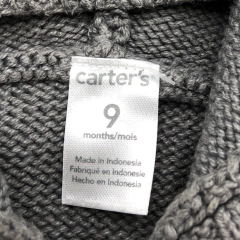 carter's
9
months/mois
Made in Indonesia
Fabriqué en Indonésie
Hecho en Indonesia